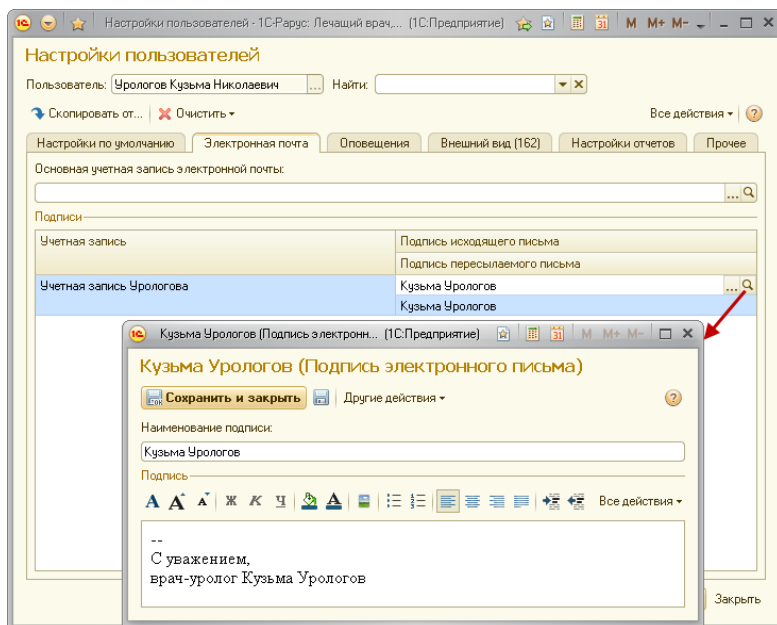 Настройки пользователей - 1С-Рарус: Лечащий врач,... (1С:Предприятие) M M+ M-
Настройки пользователей
Пользователь: Урологов Кузьма Николаевич ... Найти:
Скопировать от... Очистить Все действия
Настройки по умолчанию Электронная почта Оповещения Внешний вид (162) Настройки отчетов Прочее
Основная учетная запись электронной почты:
...
Подписи
Учетная запись Подпись исходящего письма
Подпись пересылаемого письма
Учетная запись Урологова Кузьма Урологов ...
Кузьма Урологов
Кузьма Урологов (Подпись электронн... (1С:Предприятие) M M+ M-
Кузьма Урологов (Подпись электронного письма)
Сохранить и закрыть Другие действия
Наименование подписи:
Кузьма Урологов
Подпись
А А А Ж К Ч А Все действия
--
С уважением,
врач-уролог Кузьма Урологов
Закрыть